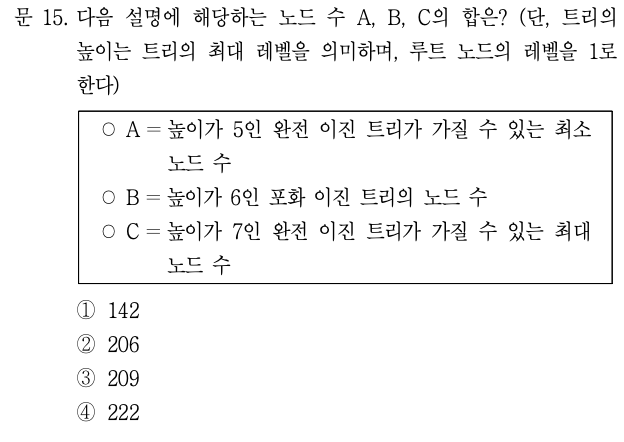 문 15. 다음 설명에 해당하는 노드 수 A, B, C의 합은? (단, 트리의
높이는 트리의 최대 레벨을 의미하며, 루트 노드의 레벨을 1로
한다)
○ A = 높이가 5인 완전 이진 트리가 가질 수 있는 최소
노드 수
○ B = 높이가 6인 포화 이진 트리의 노드 수
○ C = 높이가 7인 완전 이진 트리가 가질 수 있는 최대
노드 수
① 142
② 206
③ 209
④ 222